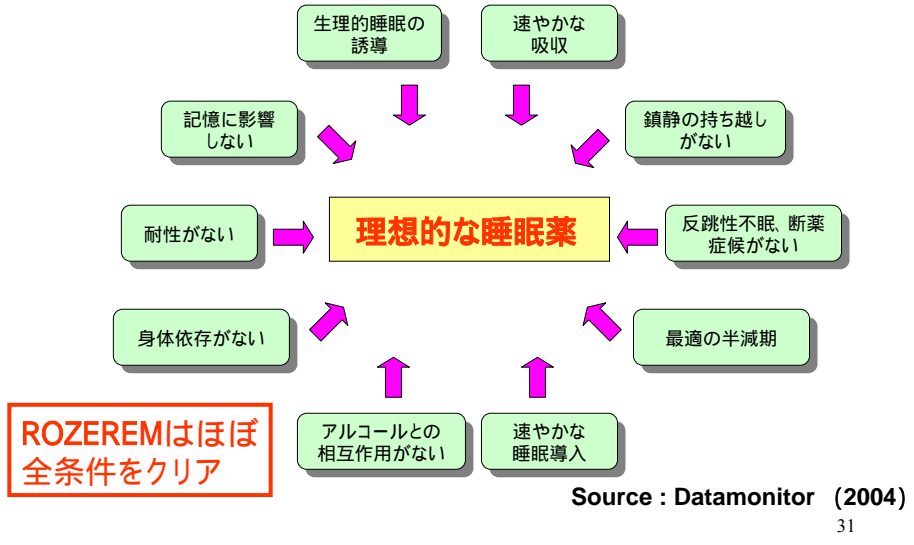 生理的睡眠の
誘導
速やかな
吸収
記憶に影響
しない
鎮静の持ち越し
がない
耐性がない
理想的な睡眠薬
反跳性不眠、断薬
症候がない
身体依存がない
最適の半減期
アルコールとの
相互作用がない
速やかな
睡眠導入
ROZEREMはほぼ
全条件をクリア
Source : Datamonitor （2004）
31